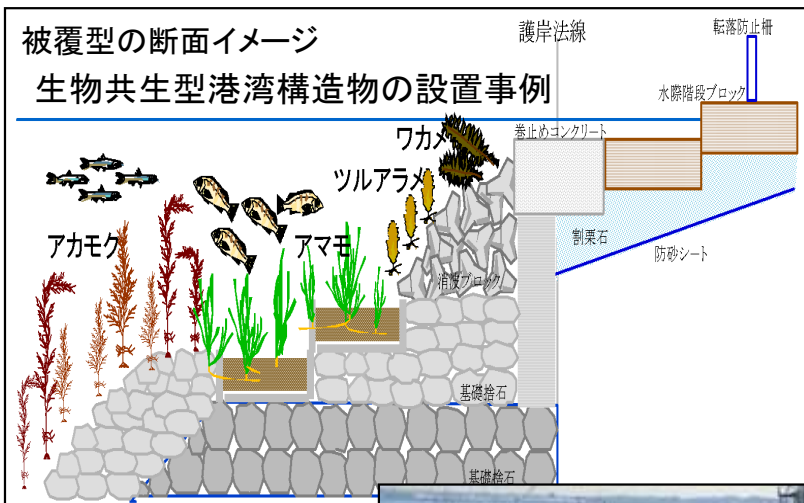 被覆型の断面イメージ
生物共生型港湾構造物の設置事例
護岸法線
転落防止柵
水際階段ブロック
巻止めコンクリート
ワカメ
ツルアラメ
アマモ
アカモク
消波ブロック
割栗石
防砂シート
基礎捨石
基礎捨石